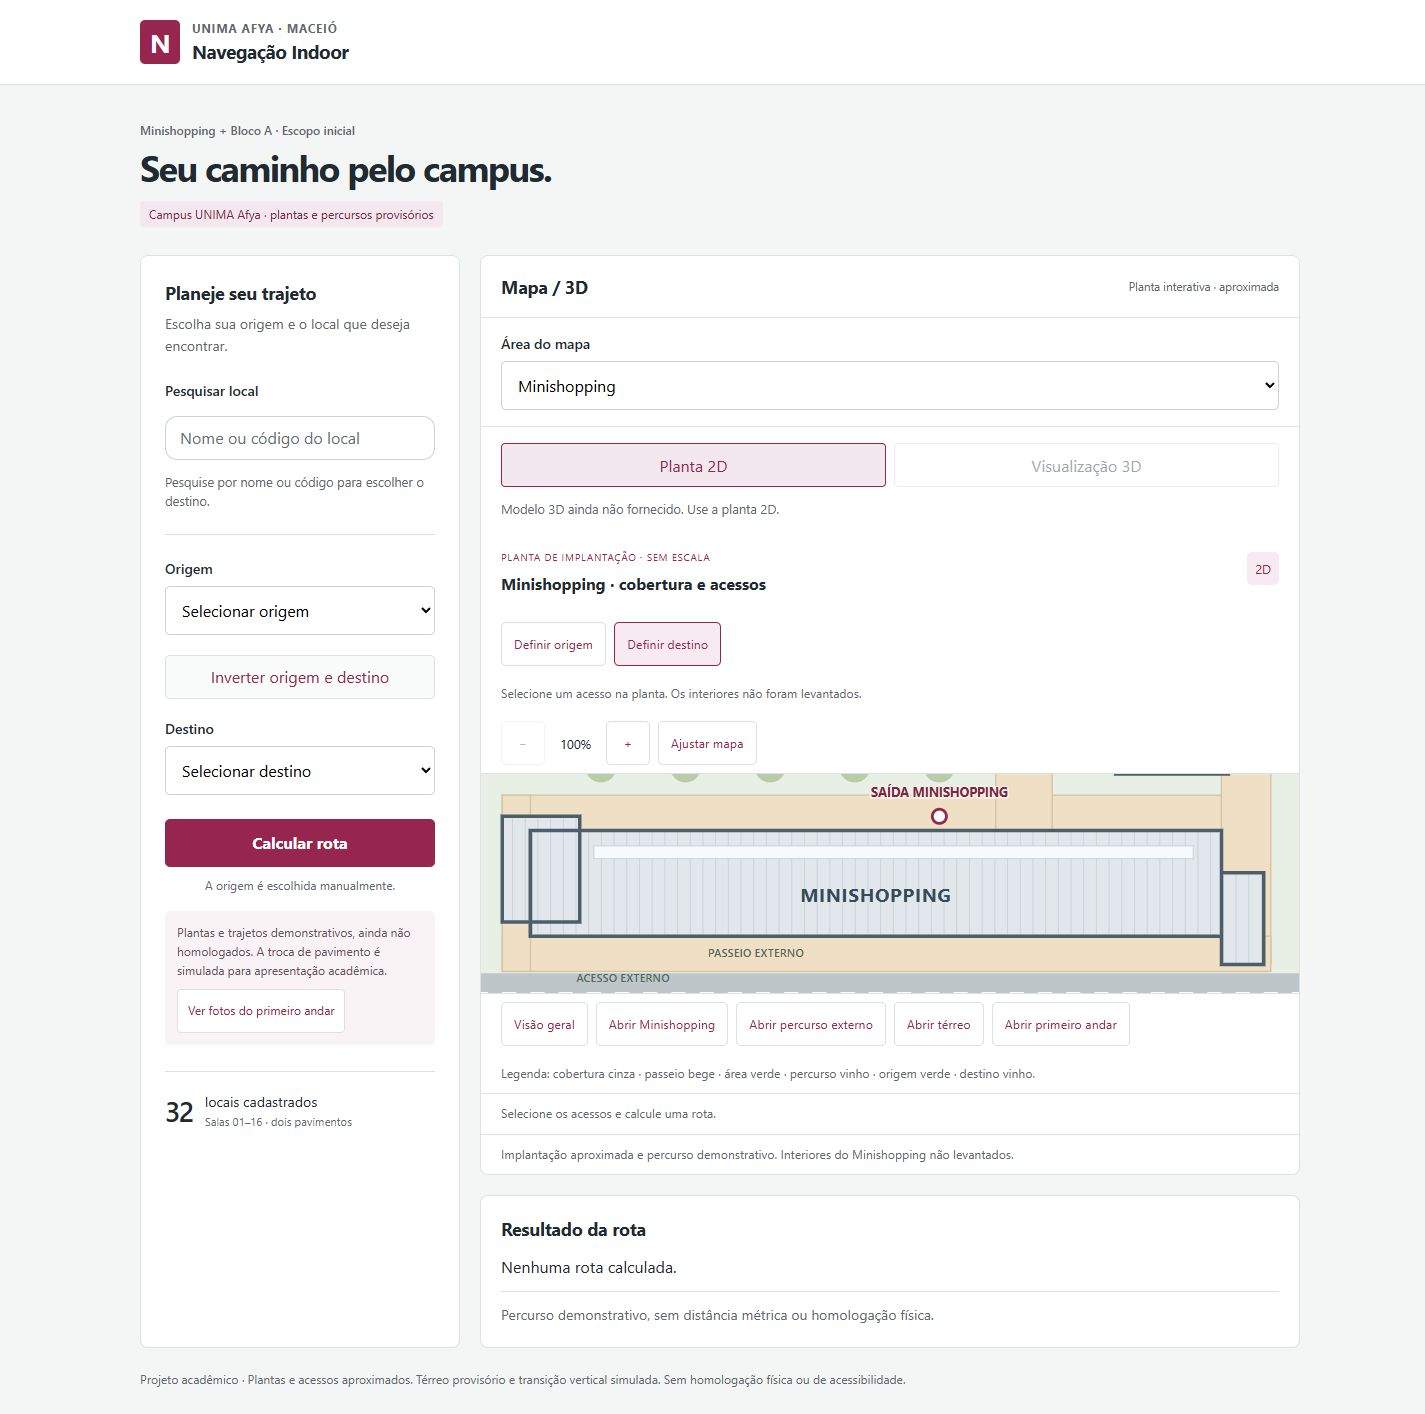 N
UNIMA AFYA · MACEIÓ
Navegação Indoor
Minishopping + Bloco A · Escopo inicial
Seu caminho pelo campus.
Campus UNIMA Afya · plantas e percursos provisórios
Planeje seu trajeto
Escolha sua origem e o local que deseja
encontrar.
Pesquisar local
Nome ou código do local
Pesquise por nome ou código para escolher o
destino.
Origem
Selecionar origem
Inverter origem e destino
Destino
Selecionar destino
Calcular rota
A origem é escolhida manualmente.
Plantas e trajetos demonstrativos, ainda não
homologados. A troca de pavimento é
simulada para apresentação acadêmica.
Ver fotos do primeiro andar
32
locais cadastrados
Salas 01–16 · dois pavimentos
Mapa / 3D
Planta interativa · aproximada
Área do mapa
Minishopping
Planta 2D
Visualização 3D
Modelo 3D ainda não fornecido. Use a planta 2D.
PLANTA DE IMPLANTAÇÃO · SEM ESCALA
2D
Minishopping · cobertura e acessos
Definir origem
Definir destino
Selecione um acesso na planta. Os interiores não foram levantados.
−
100%
+
Ajustar mapa
SAÍDA MINISHOPPING
MINISHOPPING
PASSEIO EXTERNO
ACESSO EXTERNO
Visão geral
Abrir Minishopping
Abrir percurso externo
Abrir térreo
Abrir primeiro andar
Legenda: cobertura cinza · passeio bege · área verde · percurso vinho · origem verde · destino vinho.
Selecione os acessos e calcule uma rota.
Implantação aproximada e percurso demonstrativo. Interiores do Minishopping não levantados.
Resultado da rota
Nenhuma rota calculada.
Percurso demonstrativo, sem distância métrica ou homologação física.
Projeto acadêmico · Plantas e acessos aproximados. Térreo provisório e transição vertical simulada. Sem homologação física ou de acessibilidade.